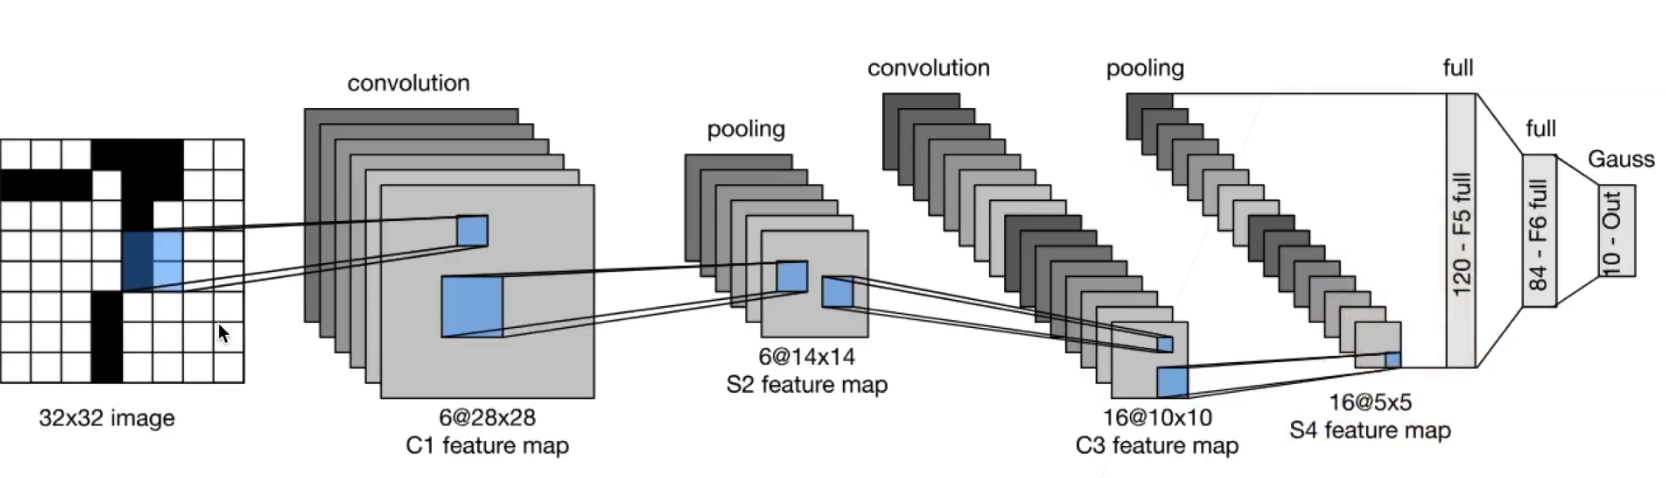 convolution
pooling
convolution
pooling
full
full
Gauss
32x32 image
6@28x28
C1 feature map
6@14x14
S2 feature map
16@10x10
C3 feature map
16@5x5
S4 feature map
120 - F5 full
84 - F6 full
10 - Out